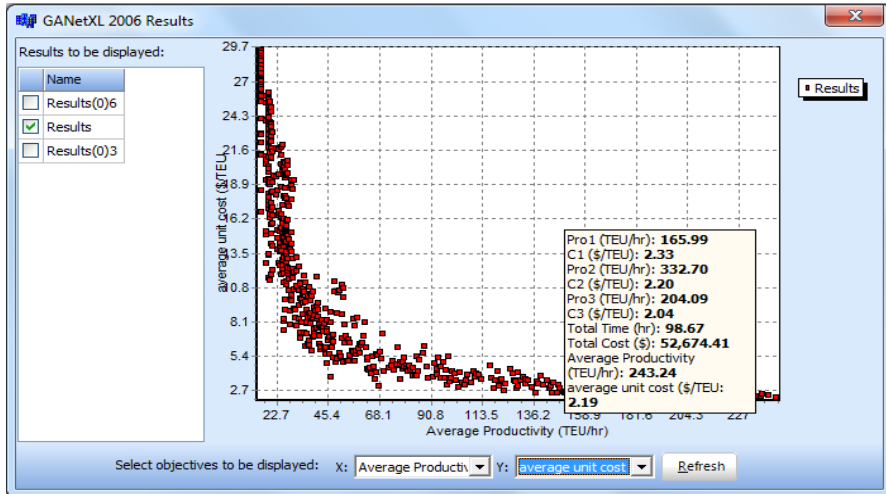 GANetXL 2006 Results
Results to be displayed:
Name
Results(0)6
Results
Results(0)3
29.7
27
24.3
21.6
18.9
16.2
13.5
10.8
8.1
5.4
2.7
average unit cost ($/TEU
22.7 45.4 68.1 90.8 113.5 136.2 158.9 181.6 204.3 227
Average Productivity (TEU/hr)
Results
Pro1 (TEU/hr): 165.99
C1 ($/TEU): 2.33
Pro2 (TEU/hr): 332.70
C2 ($/TEU): 2.20
Pro3 (TEU/hr): 204.09
C3 ($/TEU): 2.04
Total Time (hr): 98.67
Total Cost ($): 52,674.41
Average Productivity
(TEU/hr): 243.24
average unit cost ($/TEU:
2.19
Select objectives to be displayed: X: Average Productiv Y: average unit cost Refresh